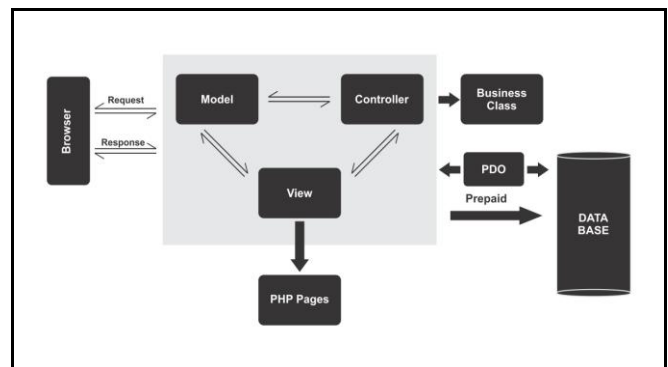 Browser
Request
Response
Model
Controller
View
Business
Class
PDO
Prepaid
DATA
BASE
PHP Pages